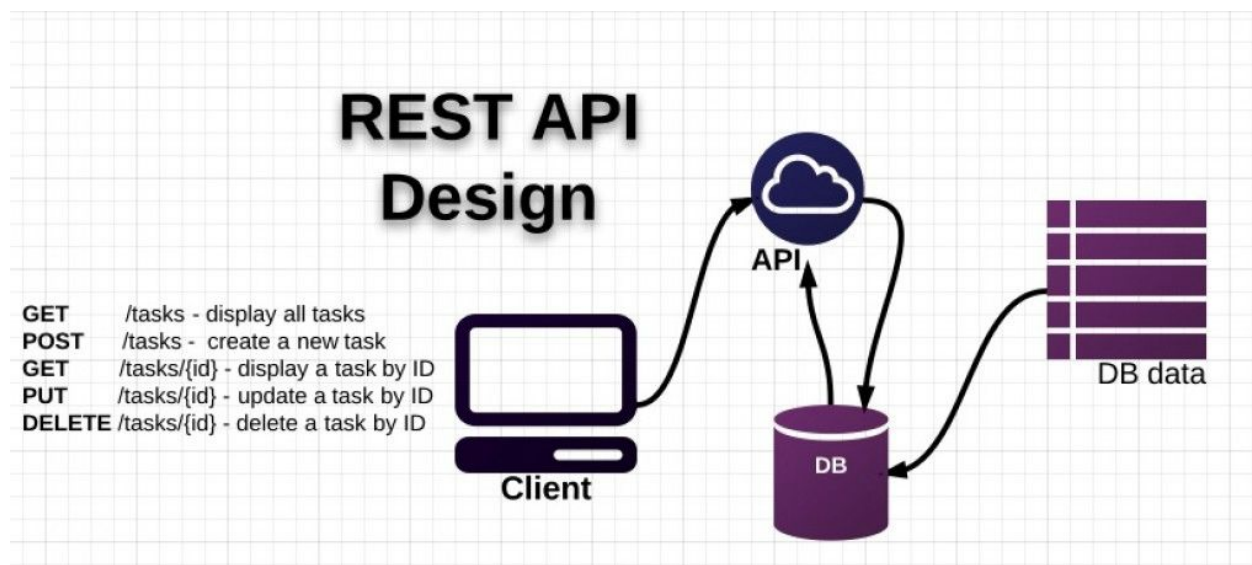 REST API
Design
API
GET /tasks - display all tasks
POST /tasks - create a new task
GET /tasks/{id} - display a task by ID
PUT /tasks/{id} - update a task by ID
DELETE /tasks/{id} - delete a task by ID
Client
DB
DB data